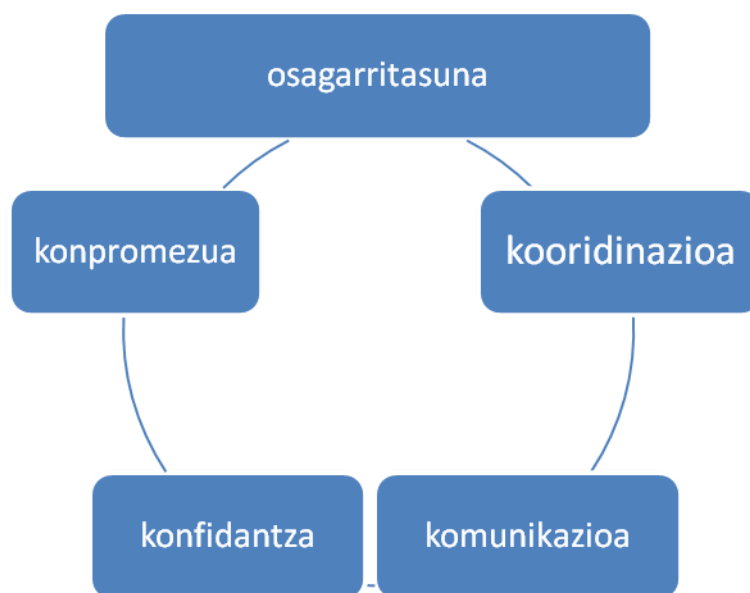 osagarritasuna
konpromezua
kooridinazioa
konfidantza
komunikazioa